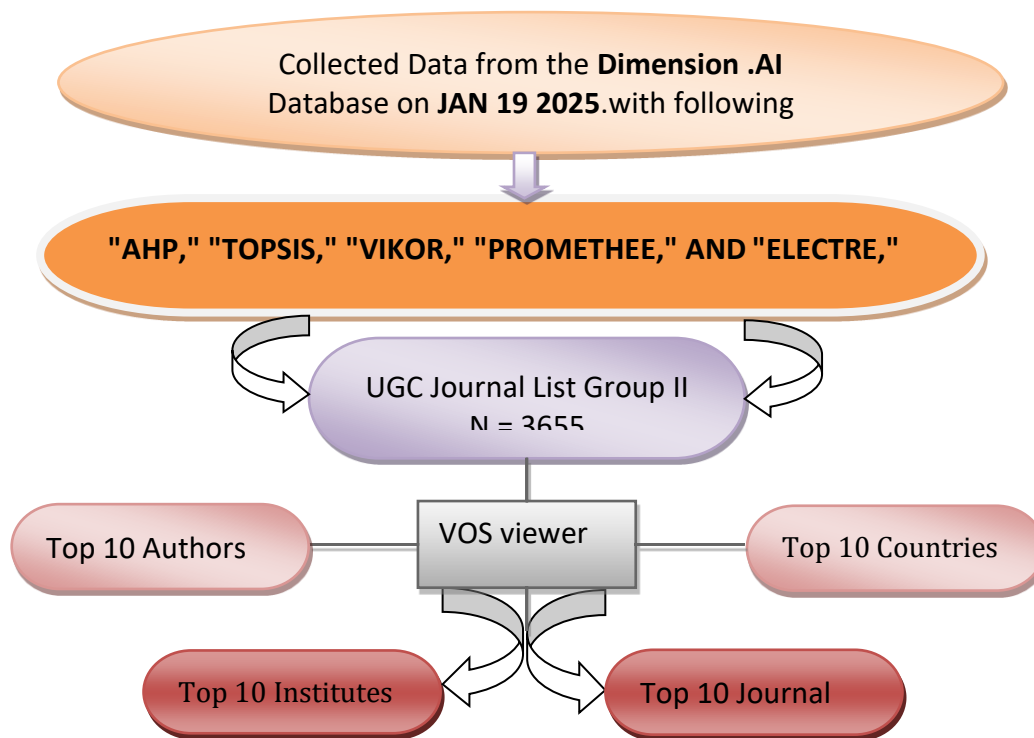 Collected Data from the Dimension .AI
Database on JAN 19 2025.with following
"AHP," "TOPSIS," "VIKOR," "PROMETHEE," AND "ELECTRE,"
UGC Journal List Group II
N = 3655
VOS viewer
Top 10 Authors
Top 10 Countries
Top 10 Institutes
Top 10 Journal